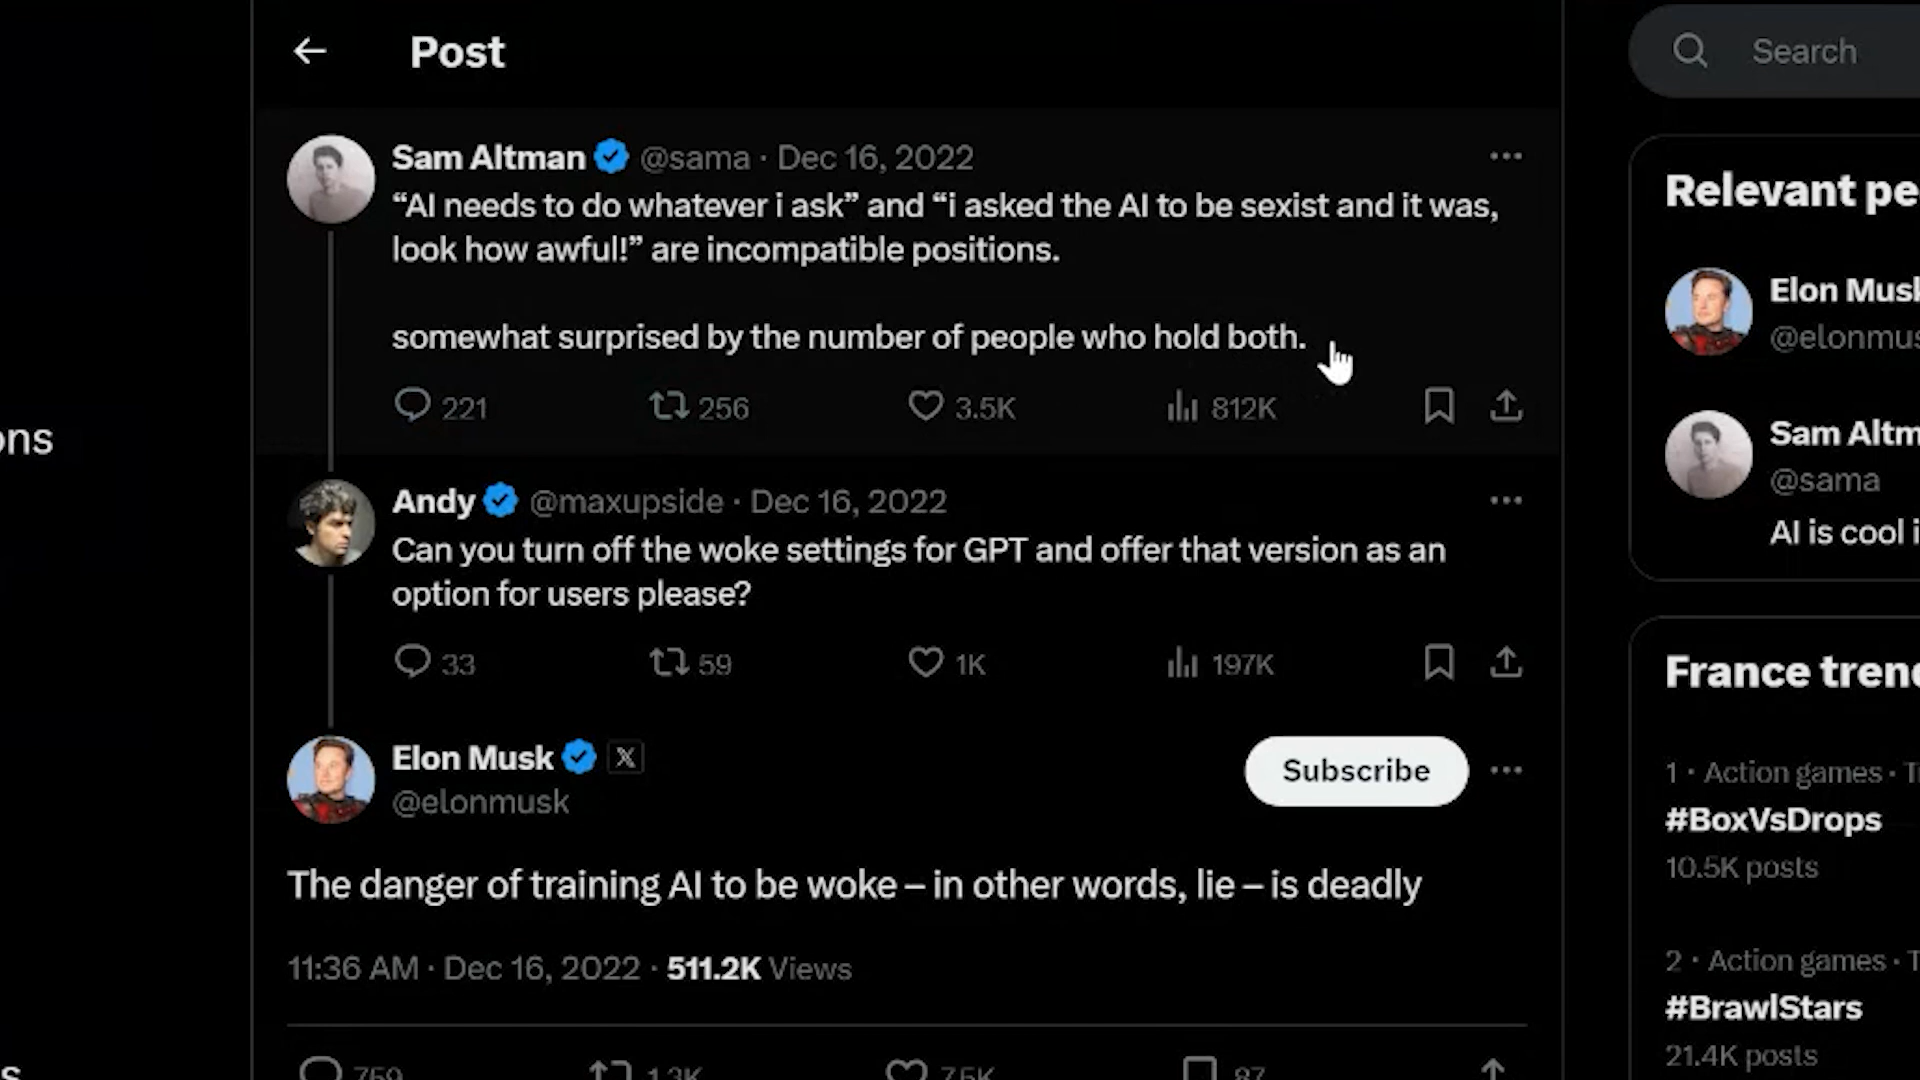 Post
Search
Sam Altman @sama · Dec 16, 2022
“AI needs to do whatever i ask” and “i asked the AI to be sexist and it was,
look how awful!” are incompatible positions.
somewhat surprised by the number of people who hold both.
221 256 3.5K 812K
Andy @maxupside · Dec 16, 2022
Can you turn off the woke settings for GPT and offer that version as an
option for users please?
33 59 1K 197K
Elon Musk
@elonmusk
Subscribe
The danger of training AI to be woke – in other words, lie – is deadly
11:36 AM · Dec 16, 2022 · 511.2K Views
759 1.3K 7.5K 87
ons
s
Relevant pe
Elon Musk
@elonmus
Sam Altm
@sama
AI is cool i
France trend
1 · Action games · T
#BoxVsDrops
10.5K posts
2 · Action games · T
#BrawlStars
21.4K posts